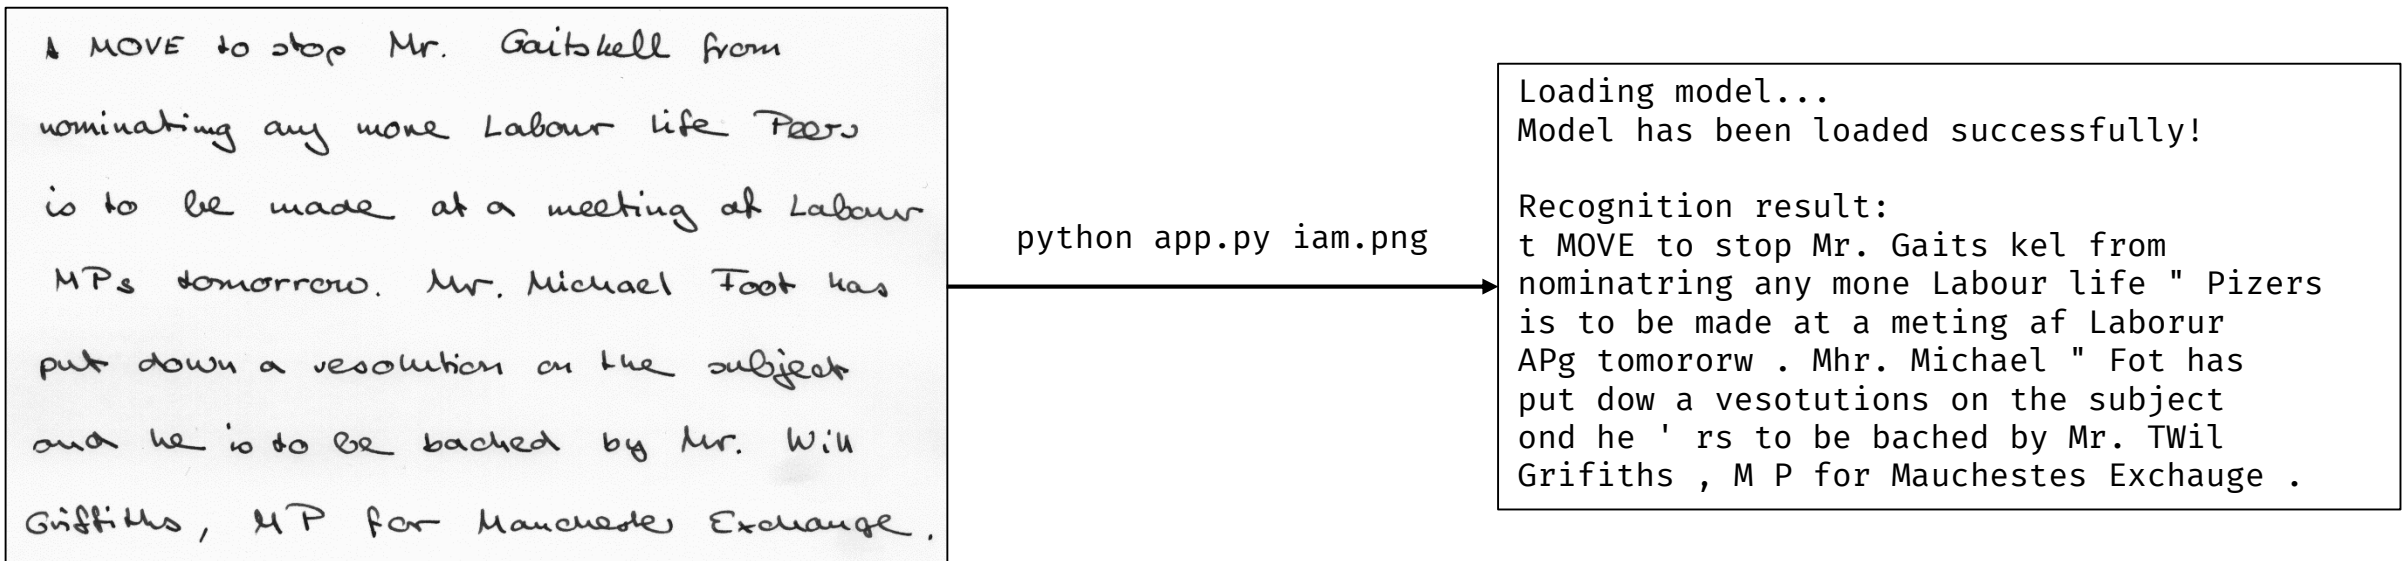 A MOVE to stop Mr. Gaitskell from
nominating any more Labour life Peers
is to be made at a meeting of Labour
MPs tomorrow. Mr. Michael Foot has
put down a resolution on the subject
and he is to be backed by Mr. Will
Griffiths, MP for Manchester Exchange.
python app.py iam.png
Loading model...
Model has been loaded successfully!
Recognition result:
t MOVE to stop Mr. Gaits kel from
nominatring any mone Labour life " Pizers
is to be made at a meting af Laborur
APg tomororw . Mhr. Michael " Fot has
put dow a vesotutions on the subject
ond he ' rs to be bached by Mr. TWil
Grifiths , M P for Mauchestes Exchauge .